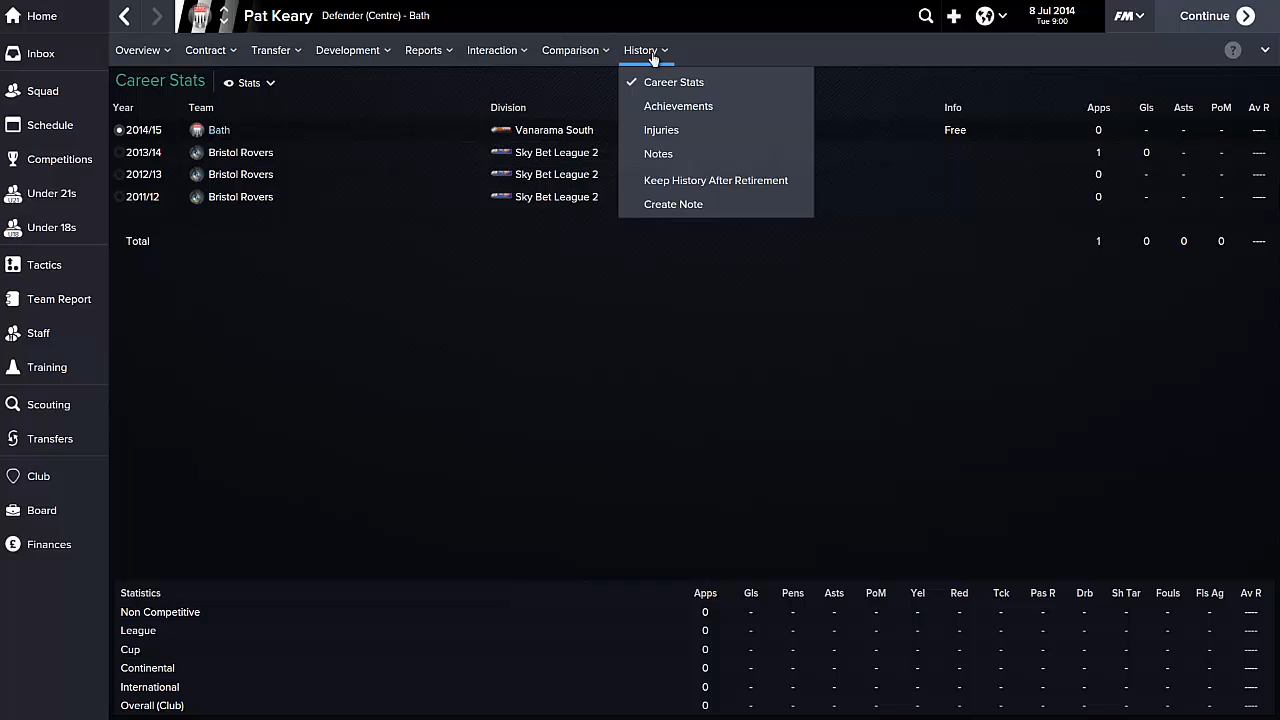 Home
Pat Keary
Defender (Centre) - Bath
8 Jul 2014
Tue 9:00
FM
Continue
Inbox
Overview
Contract
Transfer
Development
Reports
Interaction
Comparison
History
?
Career Stats
Stats
Career Stats
Achievements
Injuries
Notes
Keep History After Retirement
Create Note
Squad
Schedule
Competitions
U21
Under 21s
U18
Under 18s
Tactics
Team Report
Staff
Training
Scouting
Transfers
Club
Board
£ Finances
Year Team Division Info Apps Gls Asts PoM Av R
2014/15 Bath Vanarama South Free 0 - - - ----
2013/14 Bristol Rovers Sky Bet League 2 1 0 - - ----
2012/13 Bristol Rovers Sky Bet League 2 0 - - - ----
2011/12 Bristol Rovers Sky Bet League 2 0 - - - ----
Total 1 0 0 0 ----
Statistics Apps Gls Pens Asts PoM Yel Red Tck Pas R Drb Sh Tar Fouls Fls Ag Av R
Non Competitive 0 - - - - - - - - - - - - ----
League 0 - - - - - - - - - - - - ----
Cup 0 - - - - - - - - - - - - ----
Continental 0 - - - - - - - - - - - - ----
International 0 - - - - - - - - - - - - ----
Overall (Club) 0 - - - - - - - - - - - - ----